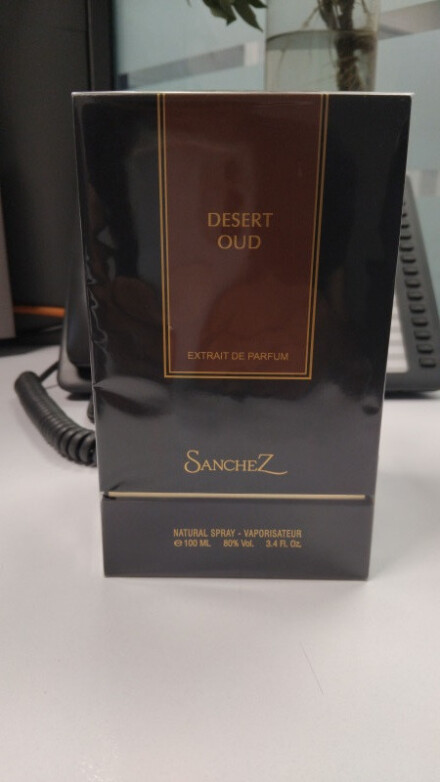 DESERT
OUD
EXTRAIT DE PARFUM
SANCHEZ
NATURAL SPRAY - VAPORISATEUR
℮ 100 ML 80% Vol. 3.4 Fl. Oz.